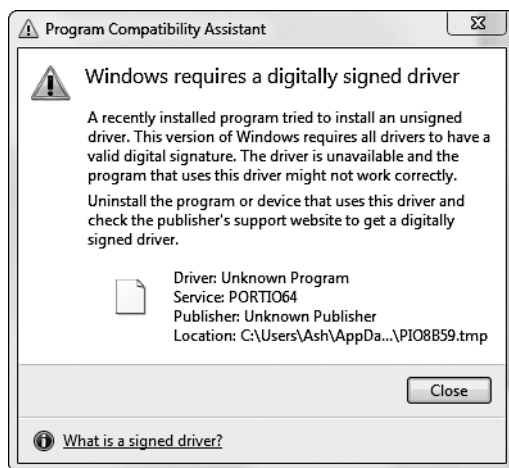 Program Compatibility Assistant
Windows requires a digitally signed driver
A recently installed program tried to install an unsigned
driver. This version of Windows requires all drivers to have a
valid digital signature. The driver is unavailable and the
program that uses this driver might not work correctly.
Uninstall the program or device that uses this driver and
check the publisher's support website to get a digitally
signed driver.
Driver: Unknown Program
Service: PORTIO64
Publisher: Unknown Publisher
Location: C:\Users\Ash\AppDa...\PIO8B59.tmp
Close
What is a signed driver?